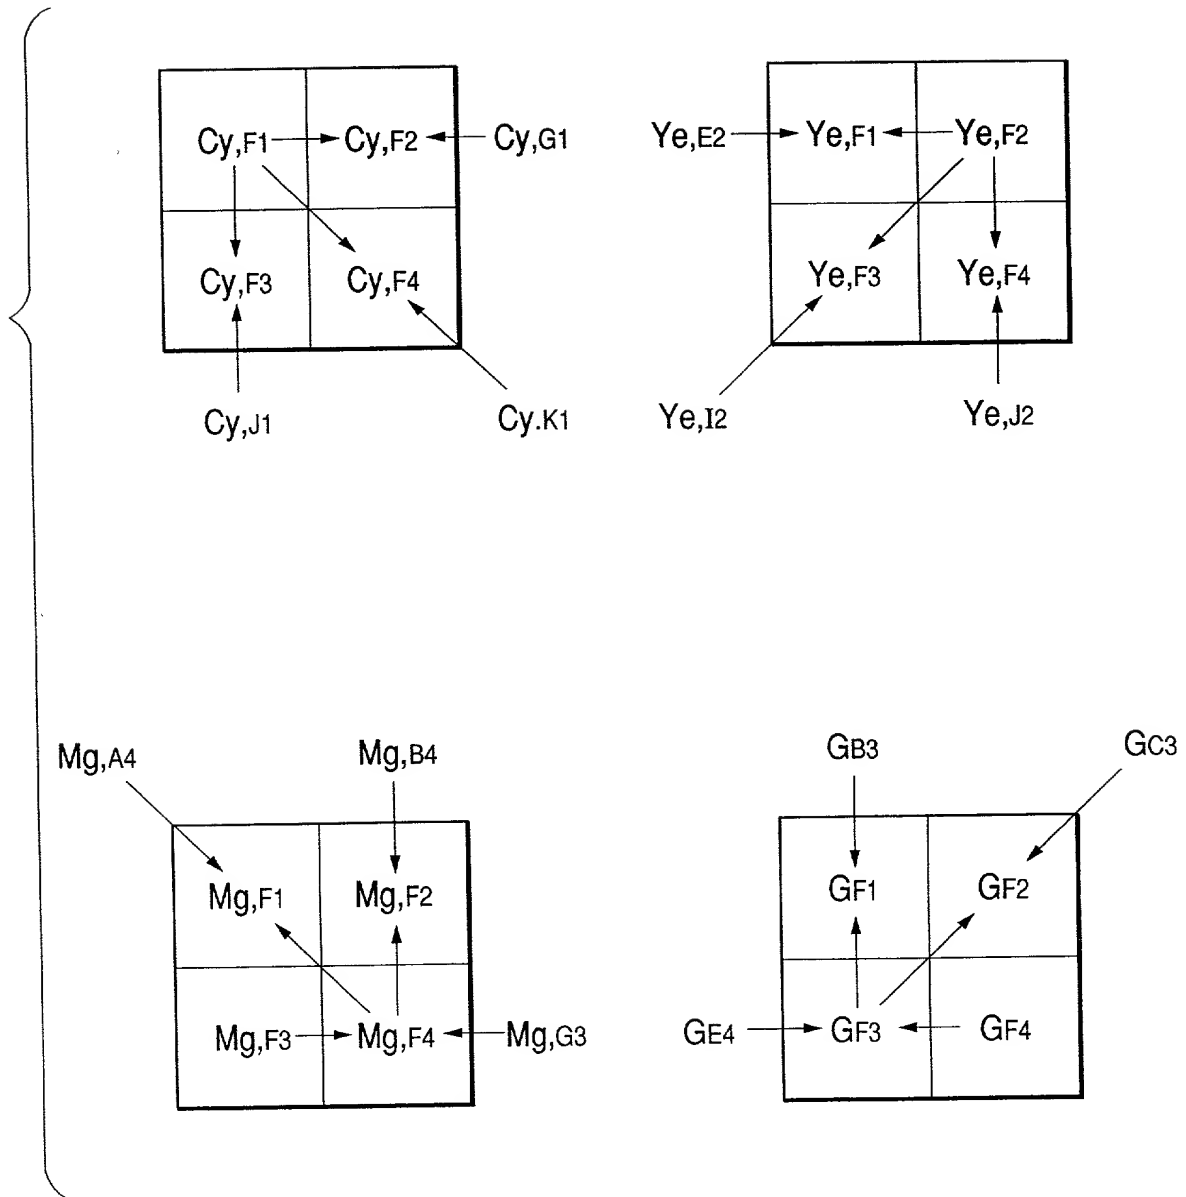 Cy,F1 Cy,F2 Cy,G1
Cy,F3 Cy,F4
Cy,J1 Cy.K1
Ye,E2 Ye,F1 Ye,F2
Ye,F3 Ye,F4
Ye,I2 Ye,J2
Mg,A4 Mg,B4
Mg,F1 Mg,F2
Mg,F3 Mg,F4 Mg,G3
GB3 GC3
GF1 GF2
GE4 GF3 GF4